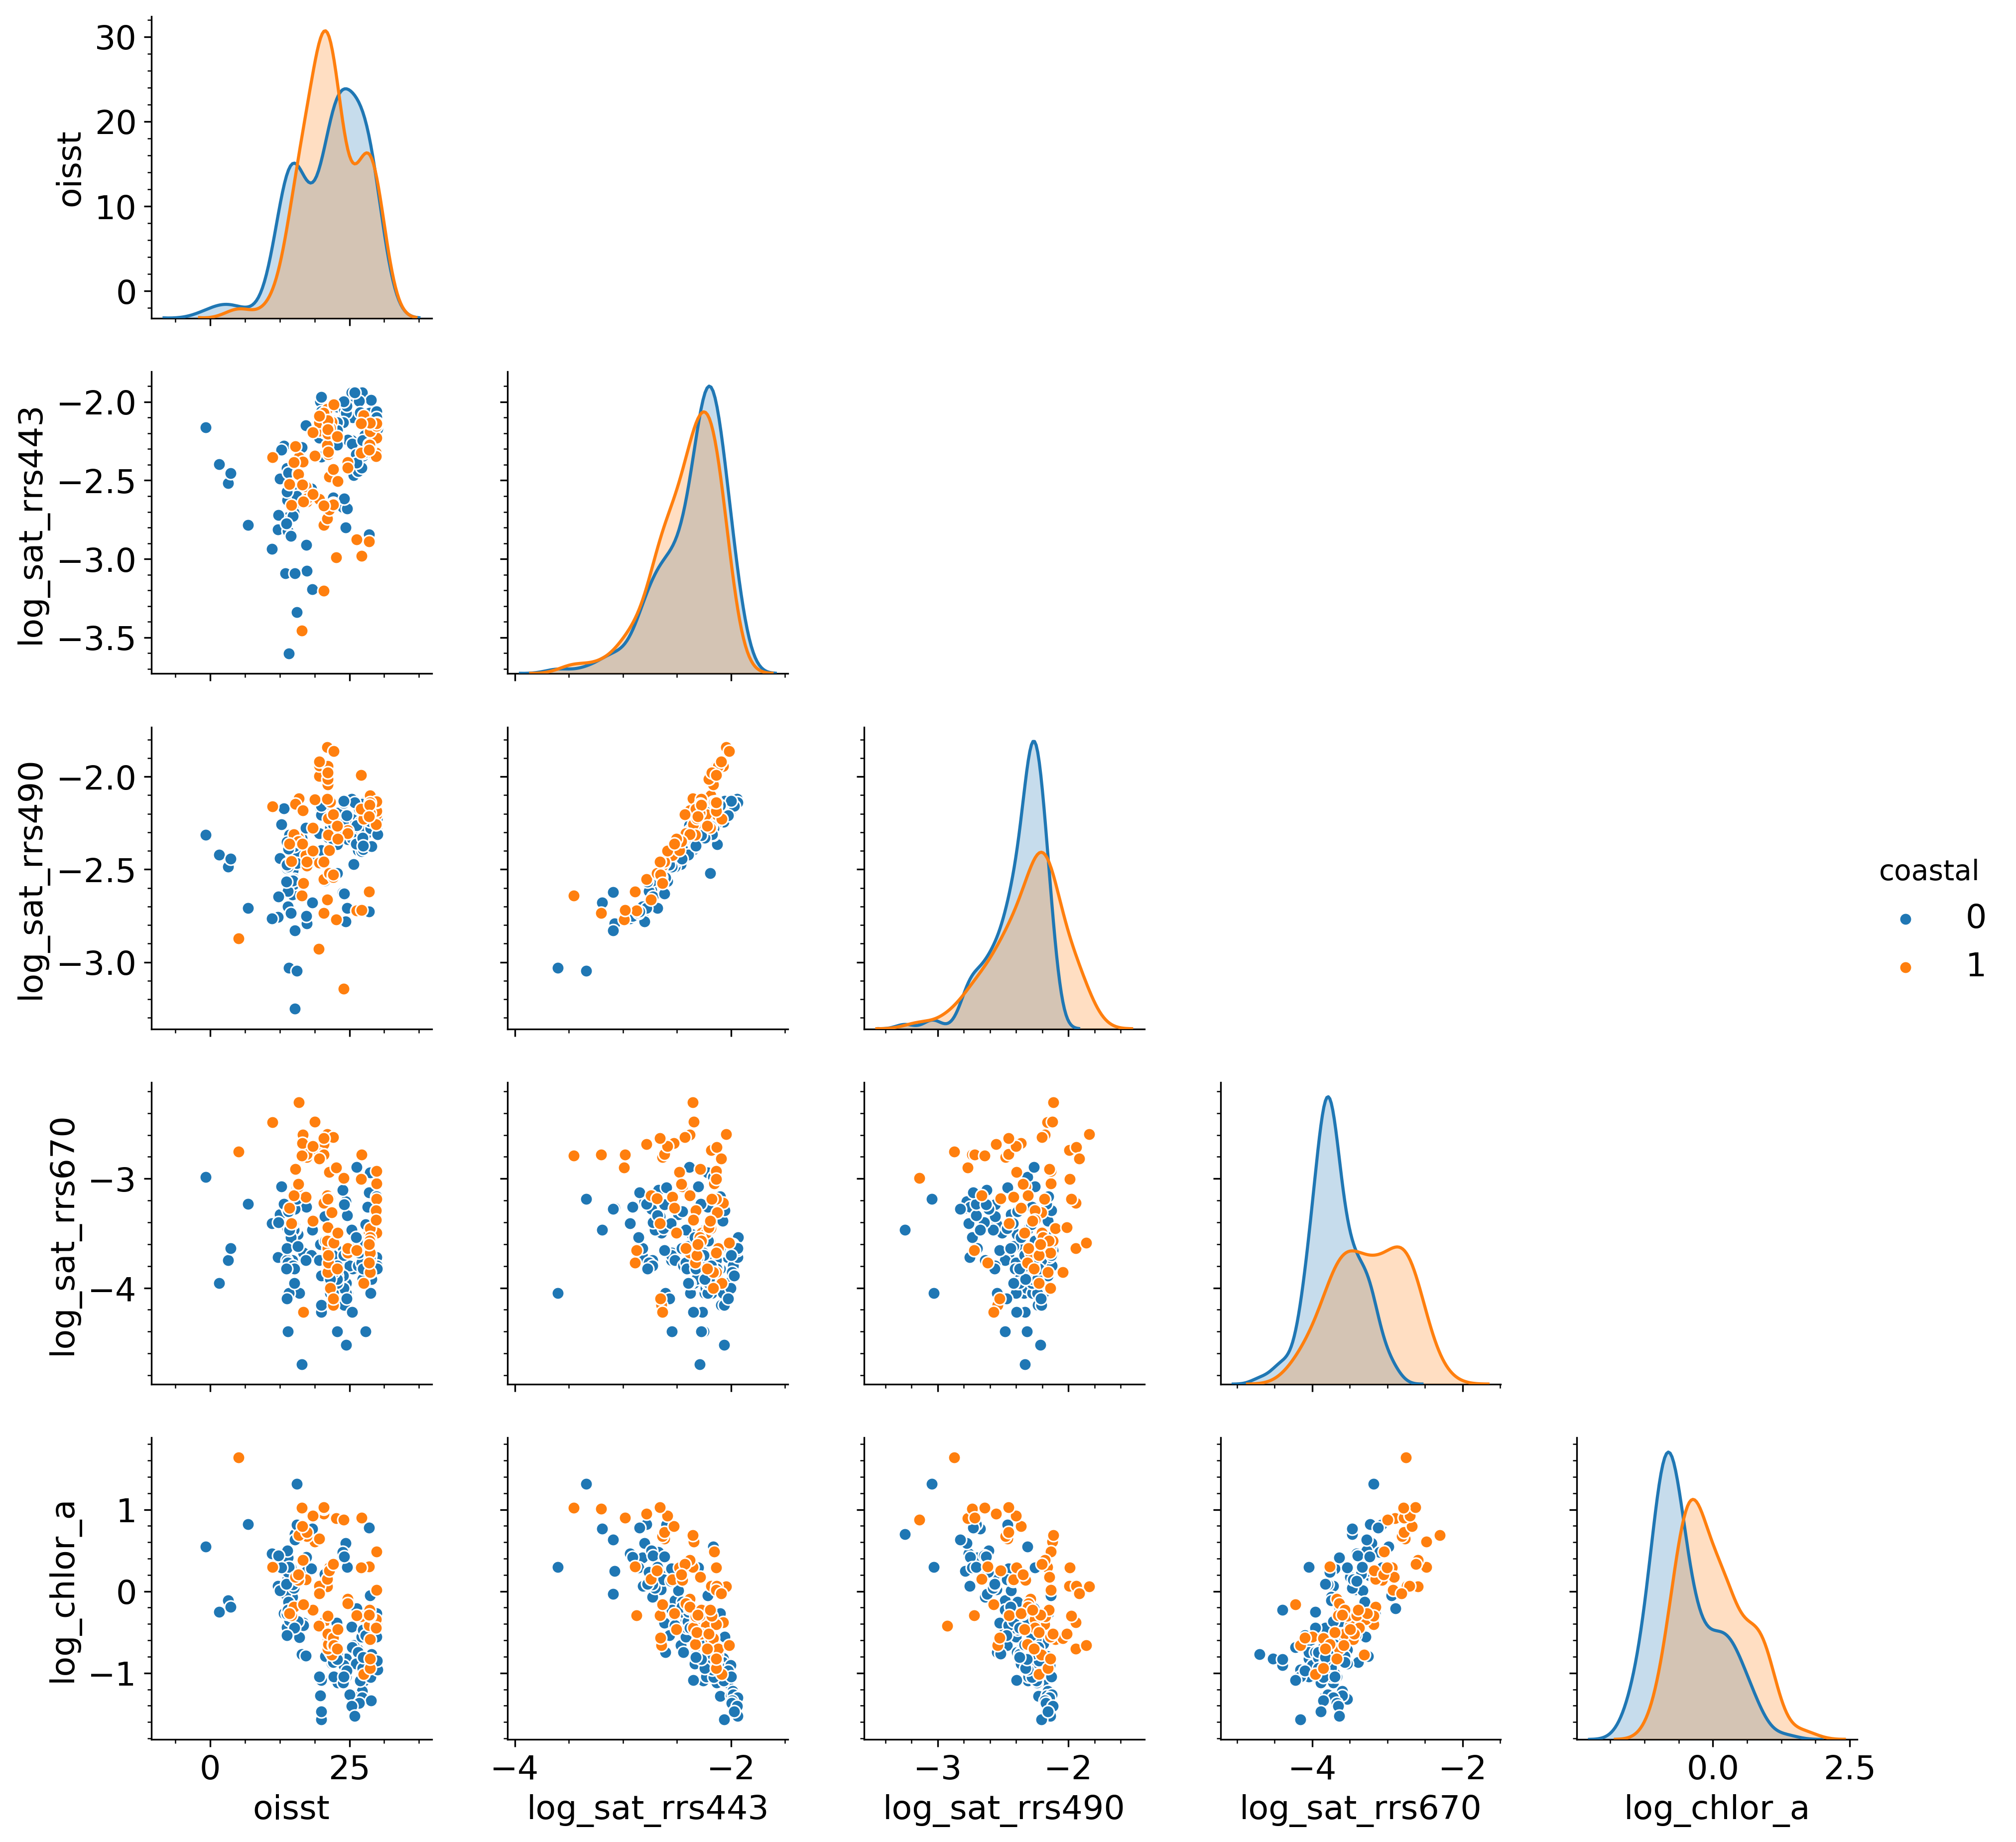 30
20
10
0
oisst
−2.0
−2.5
−3.0
−3.5
log_sat_rrs443
−2.0
−2.5
−3.0
log_sat_rrs490
coastal
0
1
−3
−4
log_sat_rrs670
1
0
−1
log_chlor_a
0 25 −4 −2 −3 −2 −4 −2 0.0 2.5
oisst log_sat_rrs443 log_sat_rrs490 log_sat_rrs670 log_chlor_a